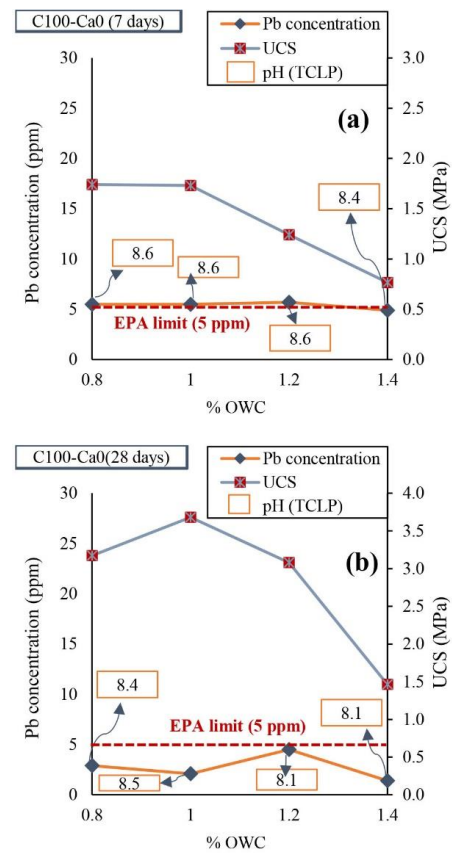 C100-Ca0 (7 days)
Pb concentration
UCS
pH (TCLP)
(a)
30
25
20
15
10
5
0
Pb concentration (ppm)
3.0
2.5
2.0
1.5
1.0
0.5
0.0
UCS (MPa)
8.4
8.6
8.6
EPA limit (5 ppm)
8.6
0.8
1
1.2
1.4
% OWC
C100-Ca0(28 days)
Pb concentration
UCS
pH (TCLP)
(b)
30
25
20
15
10
5
0
Pb concentration (ppm)
4.0
3.5
3.0
2.5
2.0
1.5
1.0
0.5
0.0
UCS (MPa)
8.4
8.1
EPA limit (5 ppm)
8.5
8.1
0.8
1
1.2
1.4
% OWC